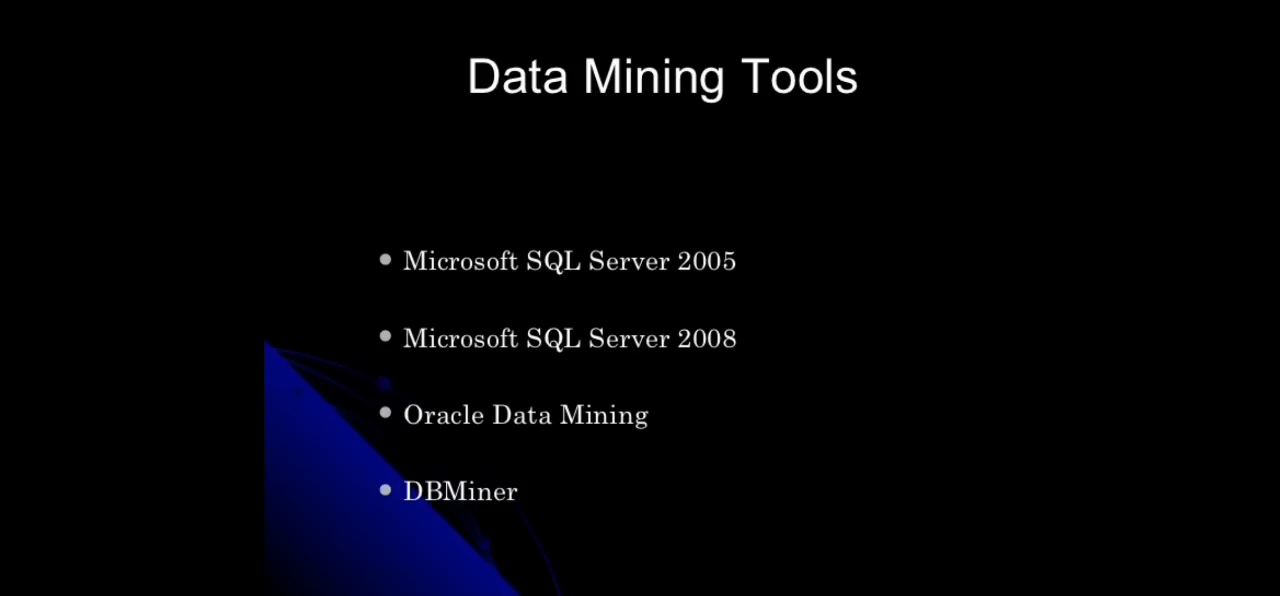 Data Mining Tools
• Microsoft SQL Server 2005
• Microsoft SQL Server 2008
• Oracle Data Mining
• DBMiner